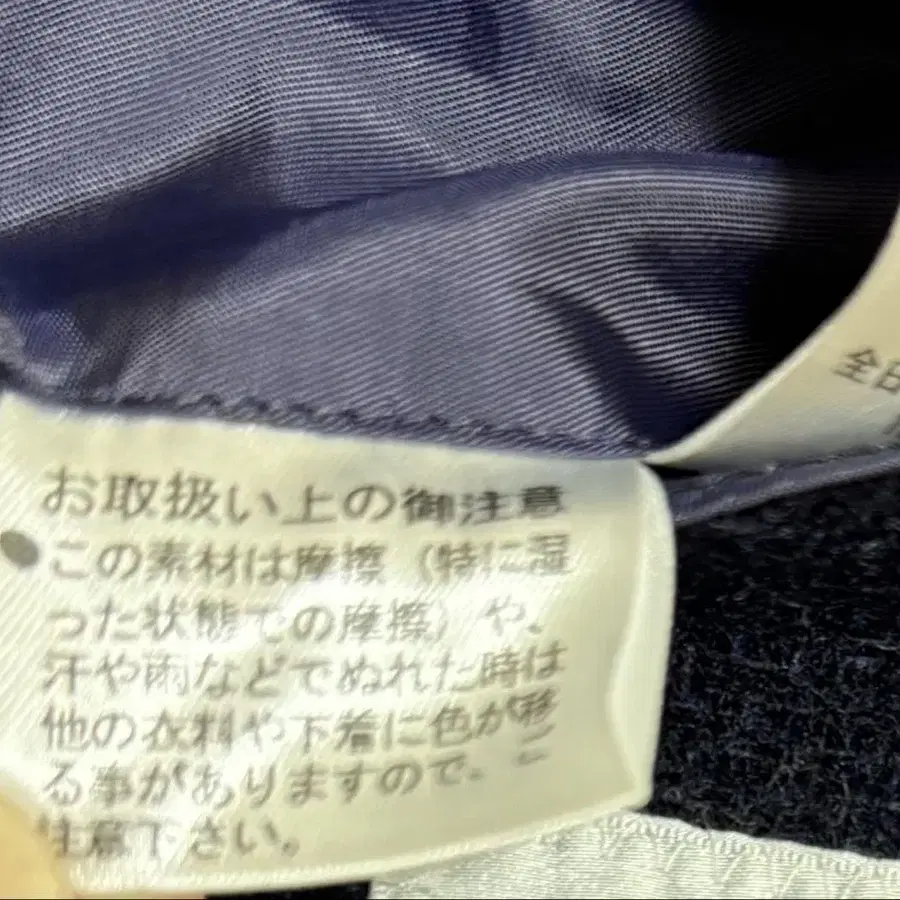 全日
お取扱い上の御注意
この素材は摩擦（特に湿
った状態での摩擦）や、
汗や雨などでぬれた時は
他の衣料や下着に色が移
る事がありますので、ご
注意下さい。